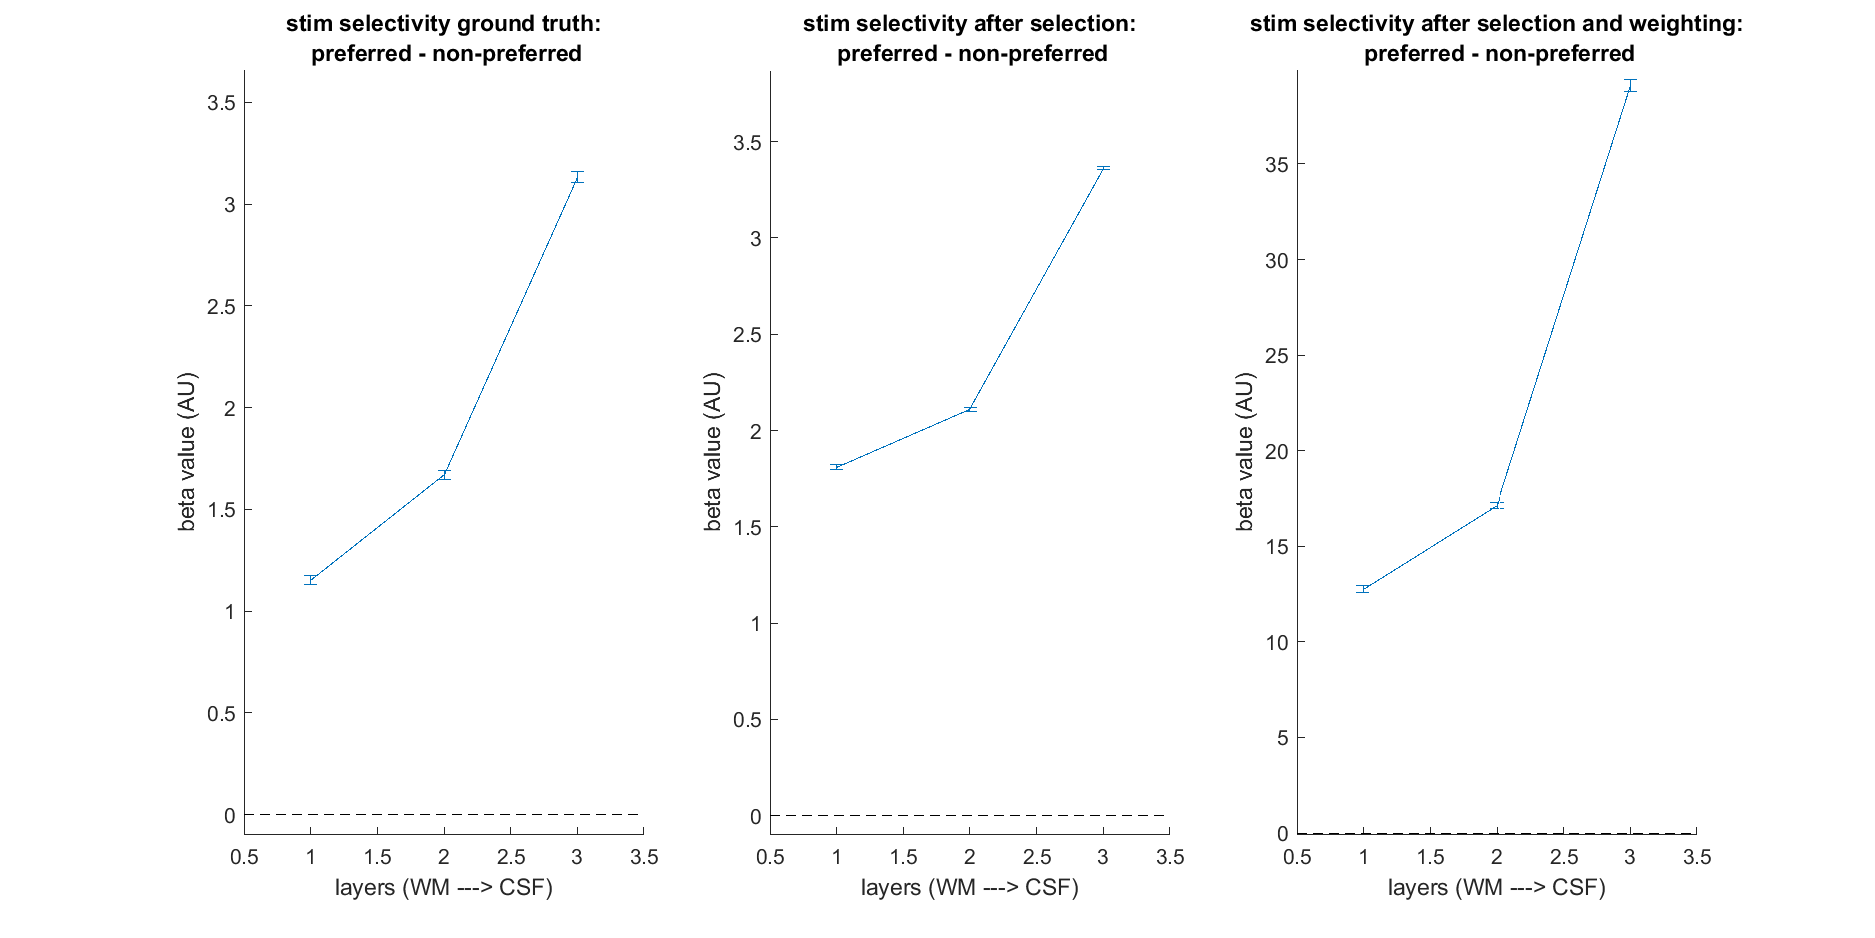 stim selectivity ground truth:
preferred - non-preferred
3.5
3
2.5
2
1.5
1
0.5
0
beta value (AU)
0.5 1 1.5 2 2.5 3 3.5
layers (WM ---> CSF)
stim selectivity after selection:
preferred - non-preferred
3.5
3
2.5
2
1.5
1
0.5
0
beta value (AU)
0.5 1 1.5 2 2.5 3 3.5
layers (WM ---> CSF)
stim selectivity after selection and weighting:
preferred - non-preferred
35
30
25
20
15
10
5
0
beta value (AU)
0.5 1 1.5 2 2.5 3 3.5
layers (WM ---> CSF)